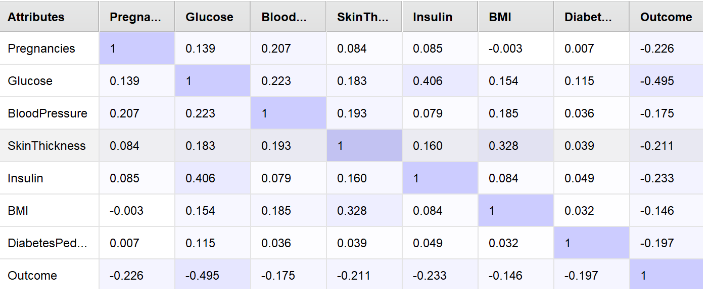 Attributes Pregna... Glucose Blood... SkinTh... Insulin BMI Diabet... Outcome
Pregnancies 1 0.139 0.207 0.084 0.085 -0.003 0.007 -0.226
Glucose 0.139 1 0.223 0.183 0.406 0.154 0.115 -0.495
BloodPressure 0.207 0.223 1 0.193 0.079 0.185 0.036 -0.175
SkinThickness 0.084 0.183 0.193 1 0.160 0.328 0.039 -0.211
Insulin 0.085 0.406 0.079 0.160 1 0.084 0.049 -0.233
BMI -0.003 0.154 0.185 0.328 0.084 1 0.032 -0.146
DiabetesPed... 0.007 0.115 0.036 0.039 0.049 0.032 1 -0.197
Outcome -0.226 -0.495 -0.175 -0.211 -0.233 -0.146 -0.197 1